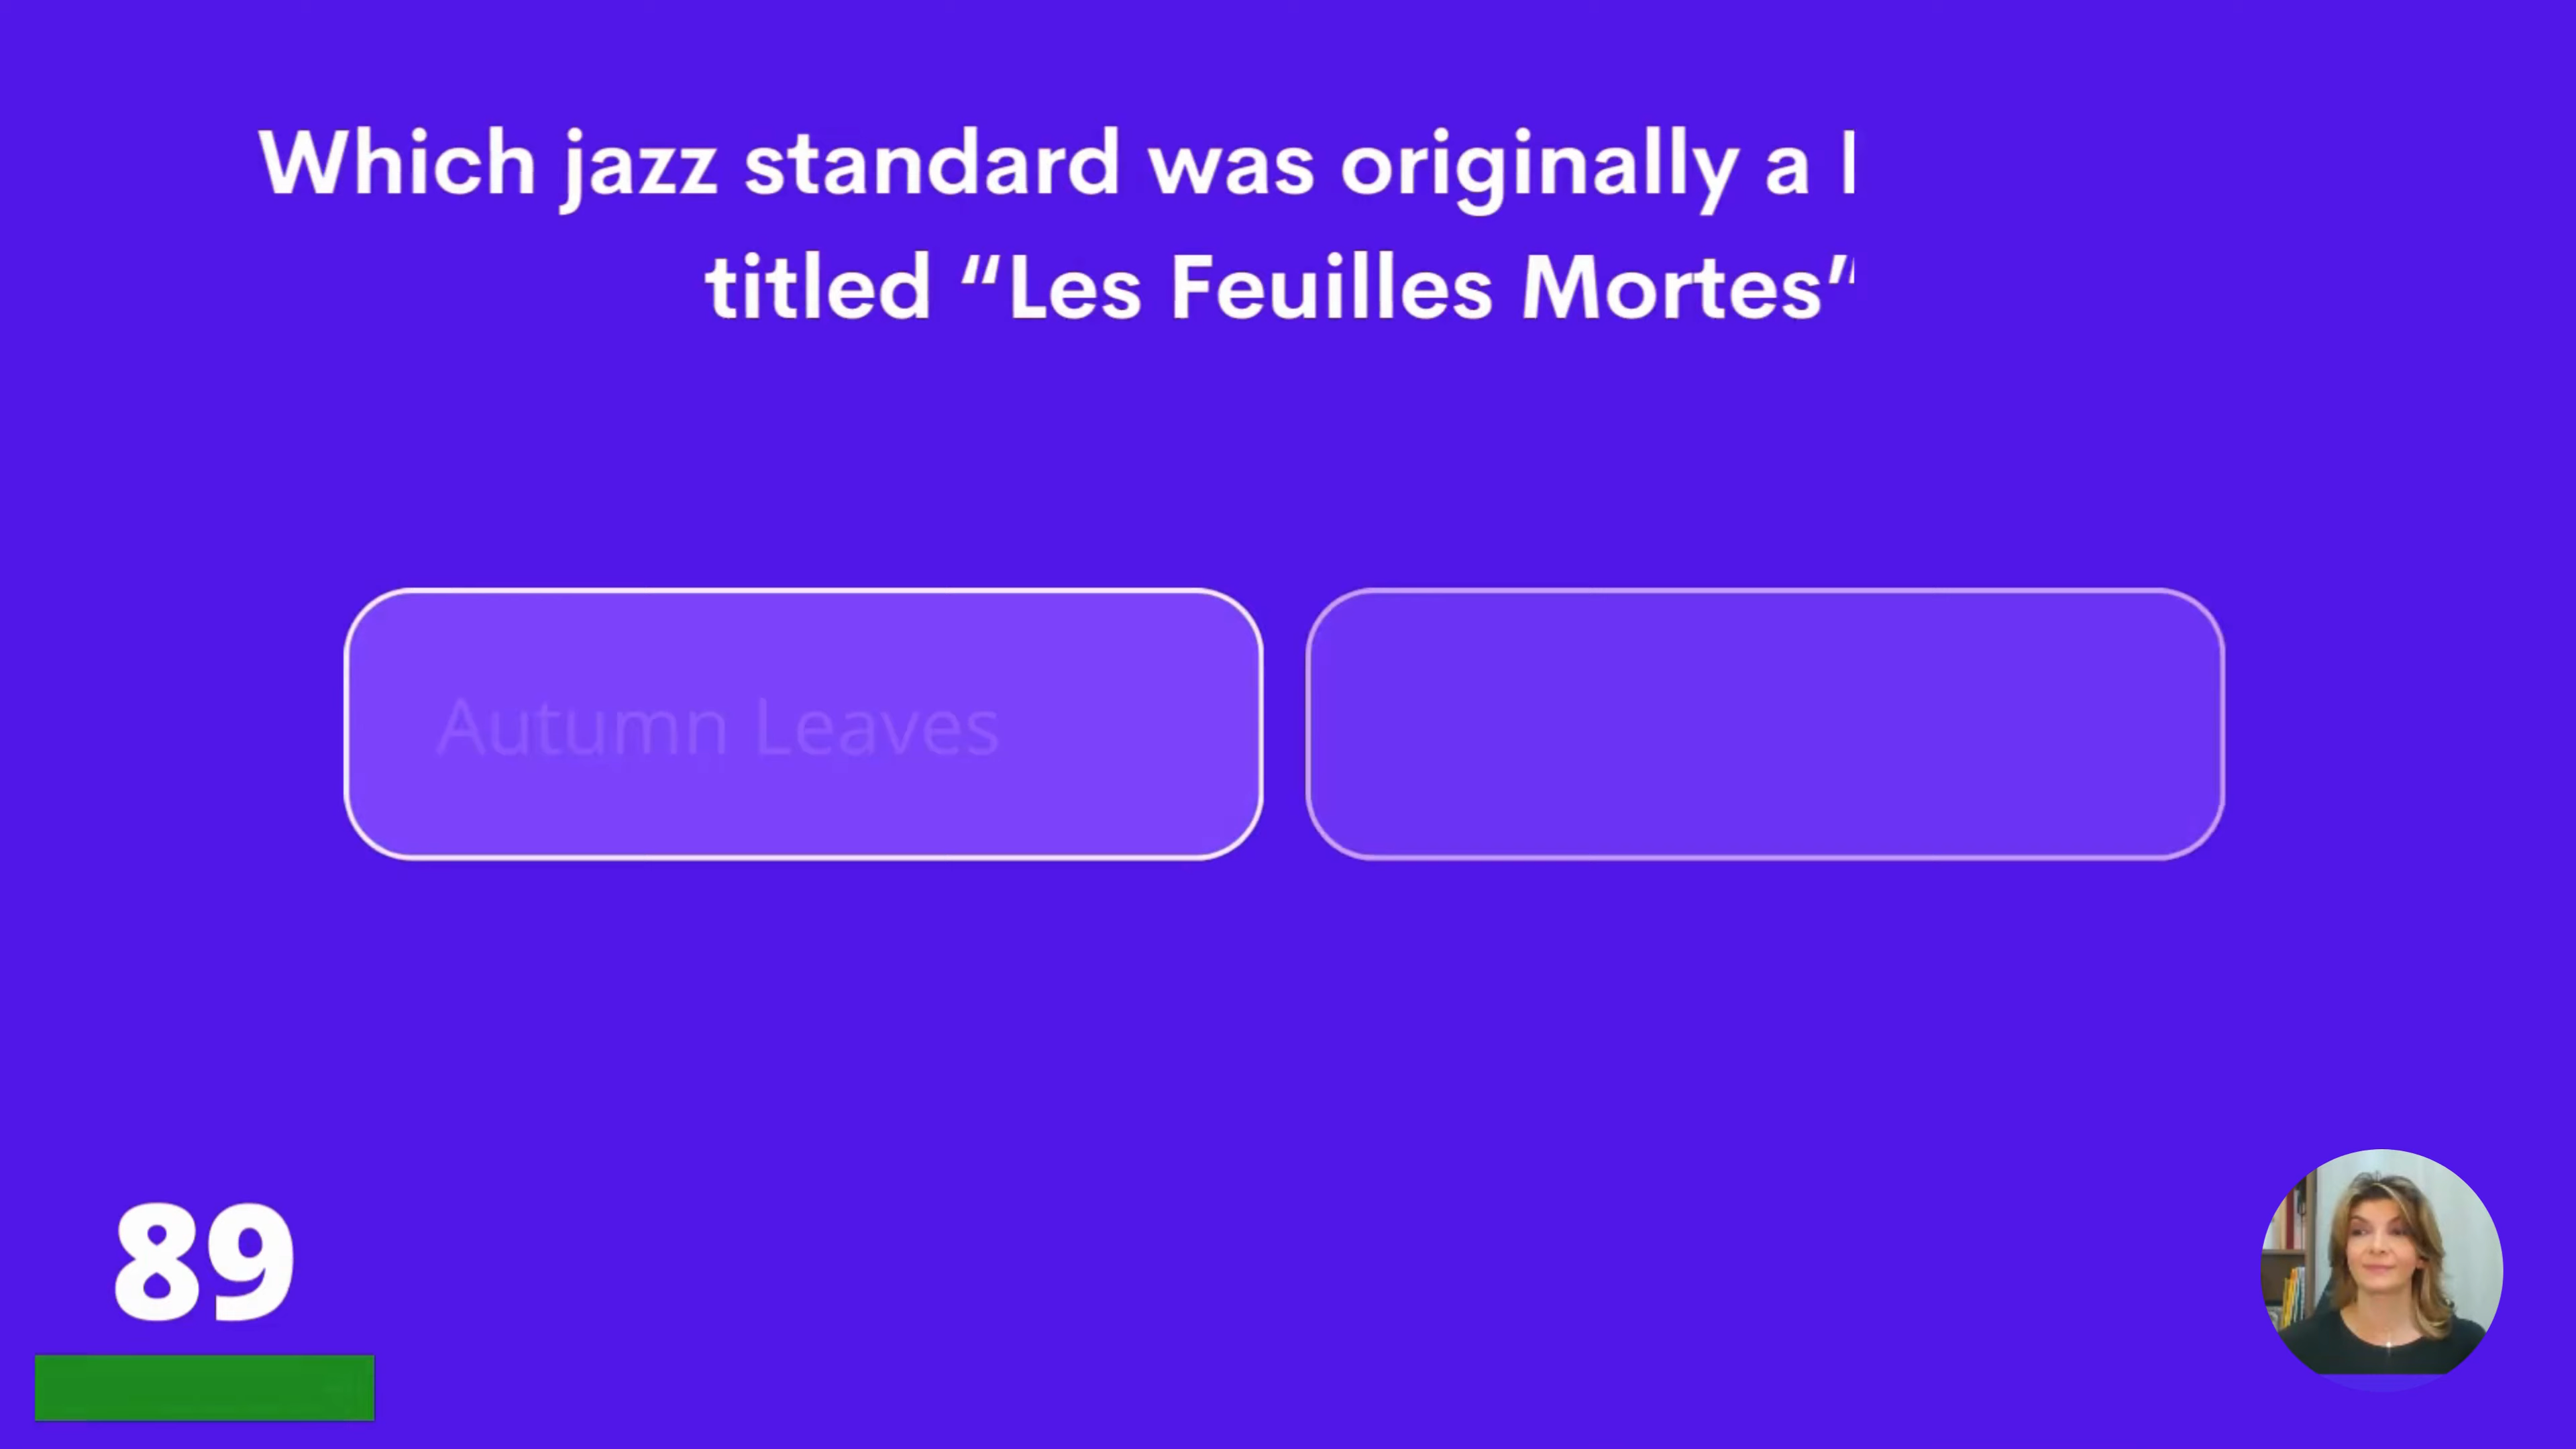 Which jazz standard was originally a
titled “Les Feuilles Mortes”
Autumn Leaves
89